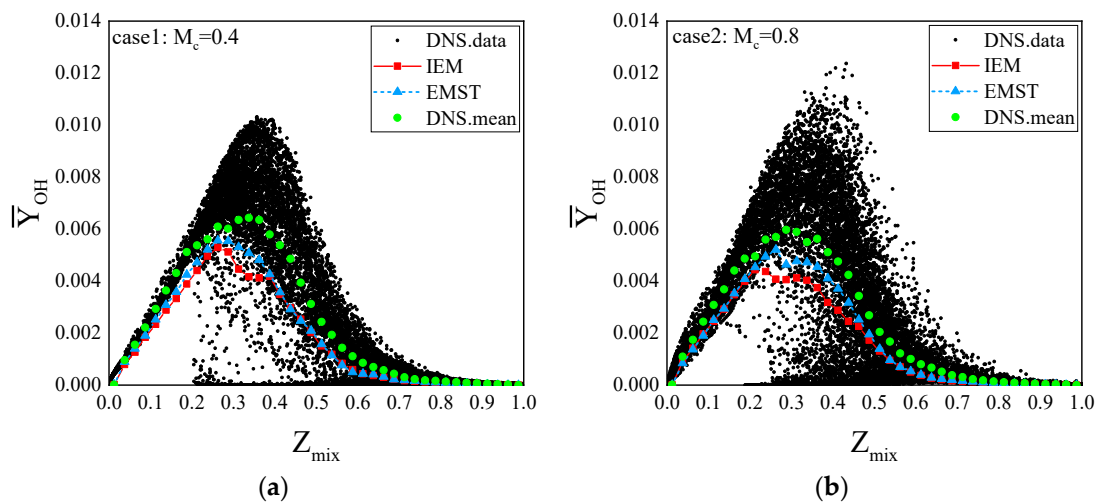 case1: M_c=0.4
DNS.data
IEM
EMST
DNS.mean
0.014
0.012
0.010
0.008
0.006
0.004
0.002
0.000
Y̅_OH
0.0 0.1 0.2 0.3 0.4 0.5 0.6 0.7 0.8 0.9 1.0
Z_mix
(a)
case2: M_c=0.8
DNS.data
IEM
EMST
DNS.mean
0.014
0.012
0.010
0.008
0.006
0.004
0.002
0.000
Y̅_OH
0.0 0.1 0.2 0.3 0.4 0.5 0.6 0.7 0.8 0.9 1.0
Z_mix
(b)